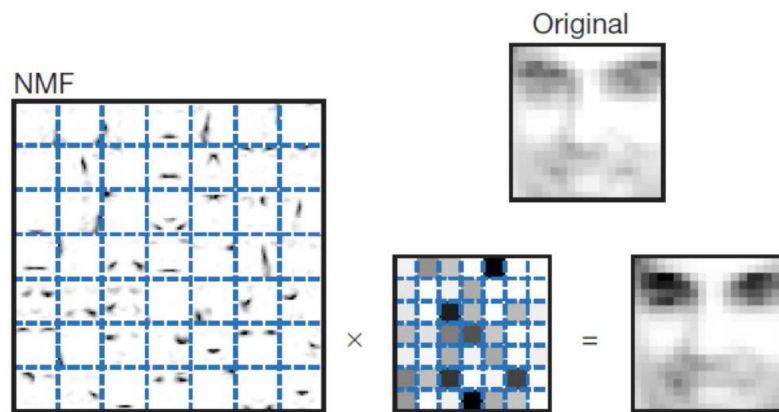 Original
NMF
× =